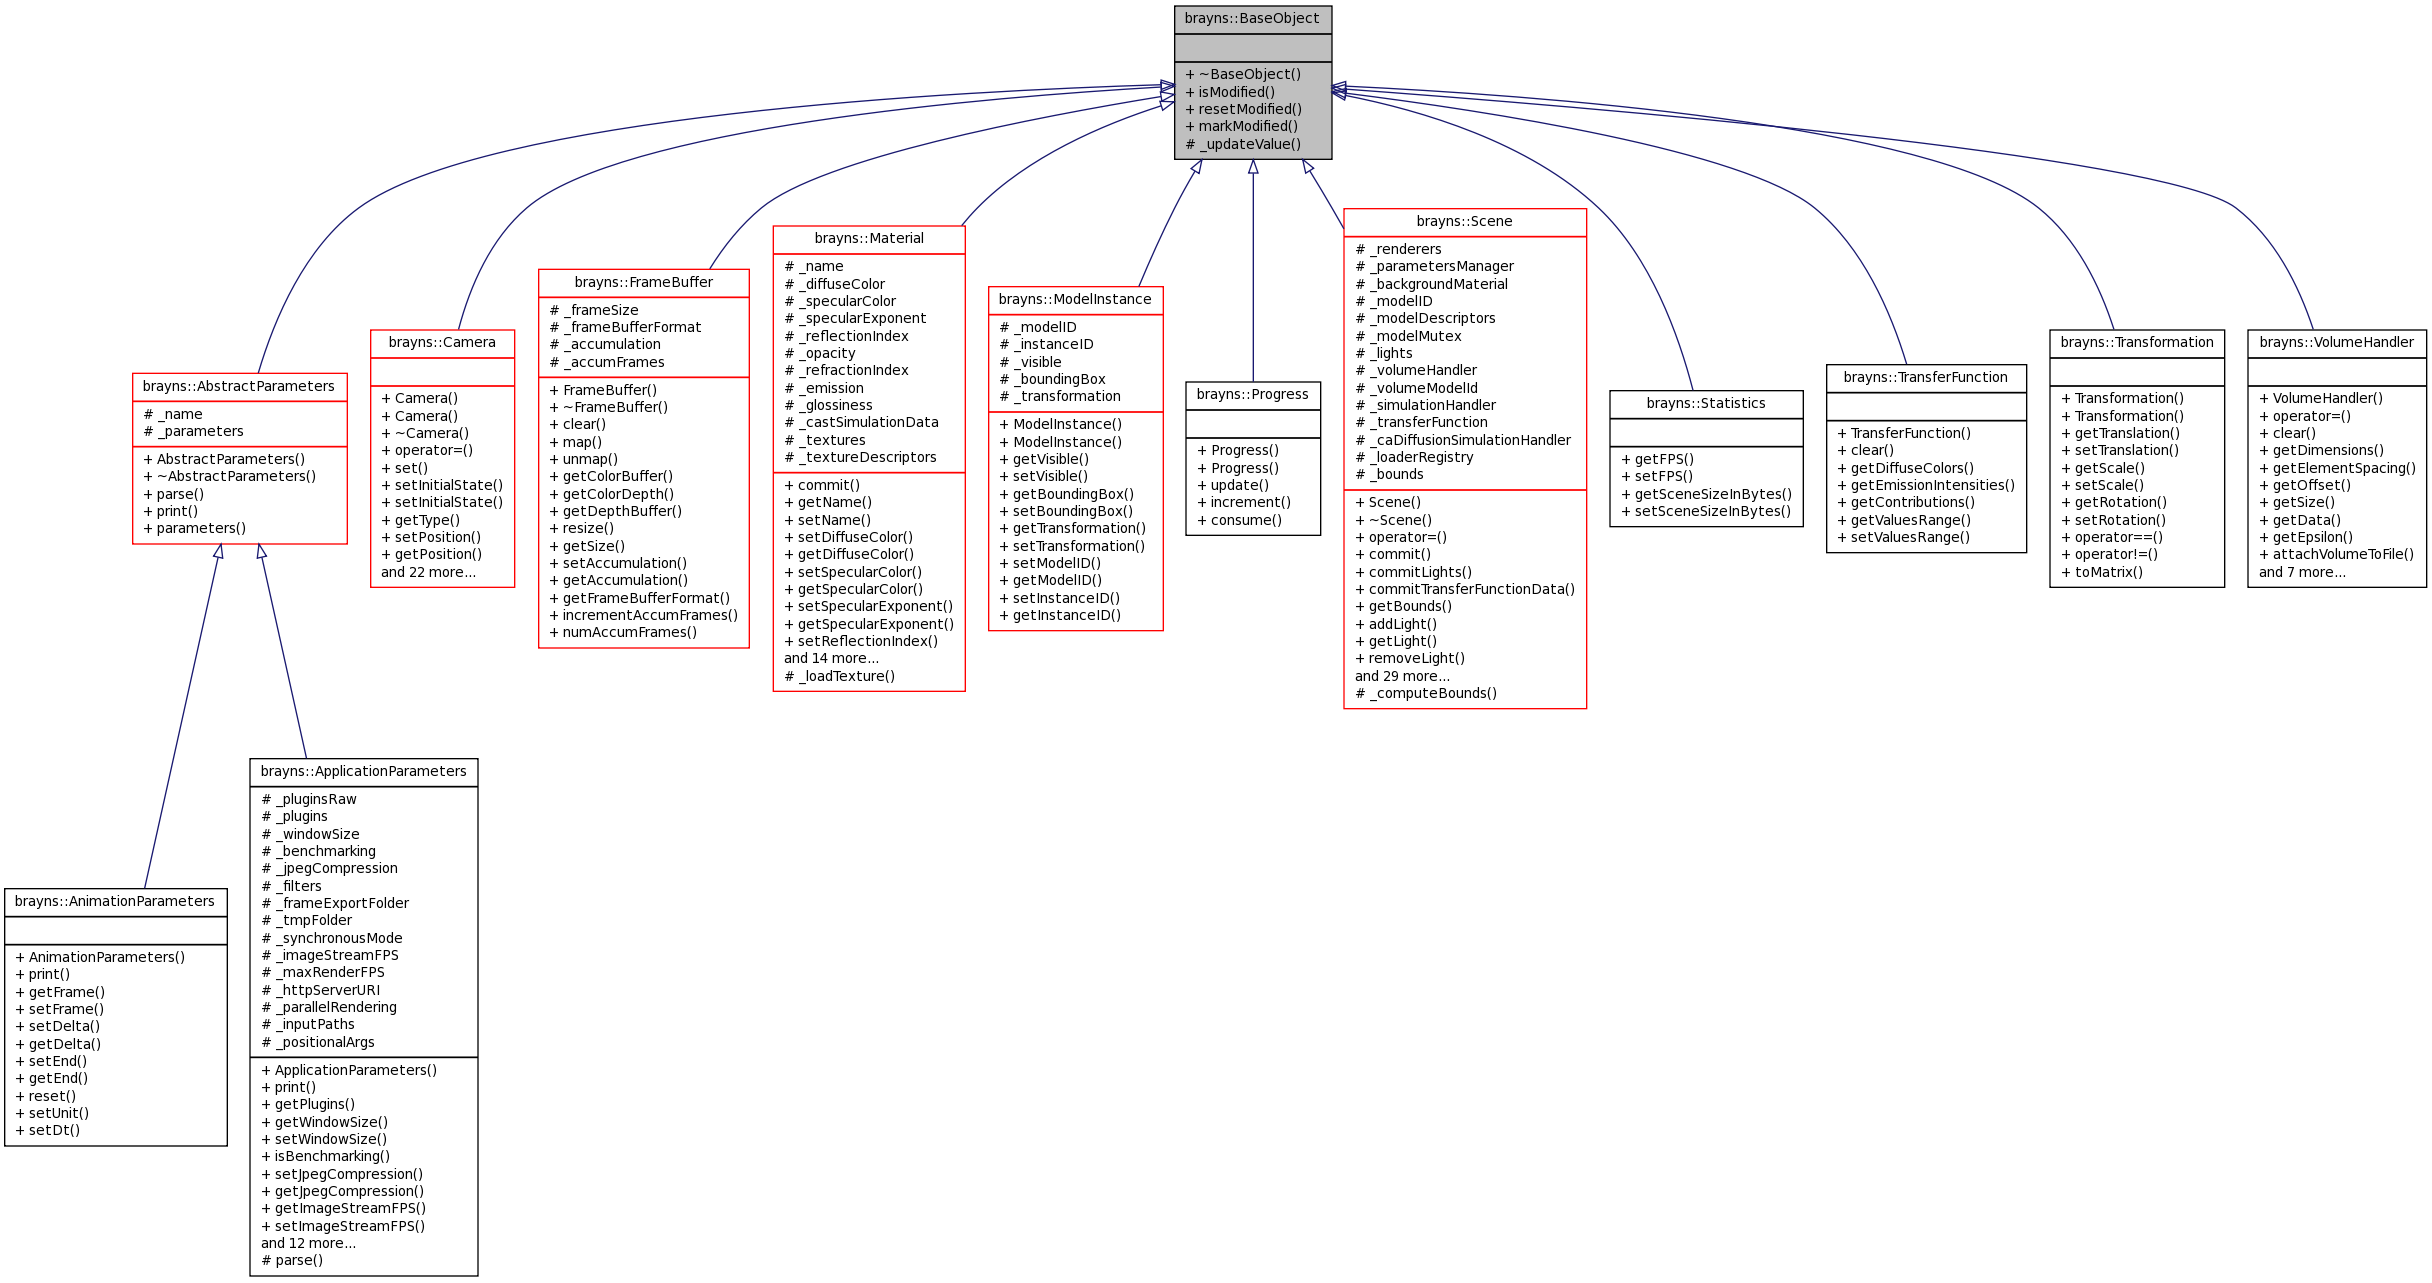 brayns::BaseObject
+ ~BaseObject()
+ isModified()
+ resetModified()
+ markModified()
# _updateValue()
brayns::AbstractParameters
# _name
# _parameters
+ AbstractParameters()
+ ~AbstractParameters()
+ parse()
+ print()
+ parameters()
brayns::Camera
+ Camera()
+ Camera()
+ ~Camera()
+ operator=()
+ set()
+ setInitialState()
+ setInitialState()
+ getType()
+ setPosition()
+ getPosition()
and 22 more...
brayns::FrameBuffer
# _frameSize
# _frameBufferFormat
# _accumulation
# _accumFrames
+ FrameBuffer()
+ ~FrameBuffer()
+ clear()
+ map()
+ unmap()
+ getColorBuffer()
+ getColorDepth()
+ getDepthBuffer()
+ resize()
+ getSize()
+ setAccumulation()
+ getAccumulation()
+ getFrameBufferFormat()
+ incrementAccumFrames()
+ numAccumFrames()
brayns::Material
# _name
# _diffuseColor
# _specularColor
# _specularExponent
# _reflectionIndex
# _opacity
# _refractionIndex
# _emission
# _glossiness
# _castSimulationData
# _textures
# _textureDescriptors
+ commit()
+ getName()
+ setName()
+ setDiffuseColor()
+ getDiffuseColor()
+ setSpecularColor()
+ getSpecularColor()
+ setSpecularExponent()
+ getSpecularExponent()
+ setReflectionIndex()
and 14 more...
# _loadTexture()
brayns::ModelInstance
# _modelID
# _instanceID
# _visible
# _boundingBox
# _transformation
+ ModelInstance()
+ ModelInstance()
+ getVisible()
+ setVisible()
+ getBoundingBox()
+ setBoundingBox()
+ getTransformation()
+ setTransformation()
+ setModelID()
+ getModelID()
+ setInstanceID()
+ getInstanceID()
brayns::Progress
+ Progress()
+ Progress()
+ update()
+ increment()
+ consume()
brayns::Scene
# _renderers
# _parametersManager
# _backgroundMaterial
# _modelID
# _modelDescriptors
# _modelMutex
# _lights
# _volumeHandler
# _volumeModelId
# _simulationHandler
# _transferFunction
# _caDiffusionSimulationHandler
# _loaderRegistry
# _bounds
+ Scene()
+ ~Scene()
+ operator=()
+ commit()
+ commitLights()
+ commitTransferFunctionData()
+ getBounds()
+ addLight()
+ getLight()
+ removeLight()
and 29 more...
# _computeBounds()
brayns::Statistics
+ getFPS()
+ setFPS()
+ getSceneSizeInBytes()
+ setSceneSizeInBytes()
brayns::TransferFunction
+ TransferFunction()
+ clear()
+ getDiffuseColors()
+ getEmissionIntensities()
+ getContributions()
+ getValuesRange()
+ setValuesRange()
brayns::Transformation
+ Transformation()
+ Transformation()
+ getTranslation()
+ setTranslation()
+ getScale()
+ setScale()
+ getRotation()
+ setRotation()
+ operator==()
+ operator!=()
+ toMatrix()
brayns::VolumeHandler
+ VolumeHandler()
+ operator=()
+ clear()
+ getDimensions()
+ getElementSpacing()
+ getOffset()
+ getSize()
+ getData()
+ getEpsilon()
+ attachVolumeToFile()
and 7 more...
brayns::AnimationParameters
+ AnimationParameters()
+ print()
+ getFrame()
+ setFrame()
+ setDelta()
+ getDelta()
+ setEnd()
+ getEnd()
+ reset()
+ setUnit()
+ setDt()
brayns::ApplicationParameters
# _pluginsRaw
# _plugins
# _windowSize
# _benchmarking
# _jpegCompression
# _filters
# _frameExportFolder
# _tmpFolder
# _synchronousMode
# _imageStreamFPS
# _maxRenderFPS
# _httpServerURI
# _parallelRendering
# _inputPaths
# _positionalArgs
+ ApplicationParameters()
+ print()
+ getPlugins()
+ getWindowSize()
+ setWindowSize()
+ isBenchmarking()
+ setJpegCompression()
+ getJpegCompression()
+ getImageStreamFPS()
+ setImageStreamFPS()
and 12 more...
# parse()